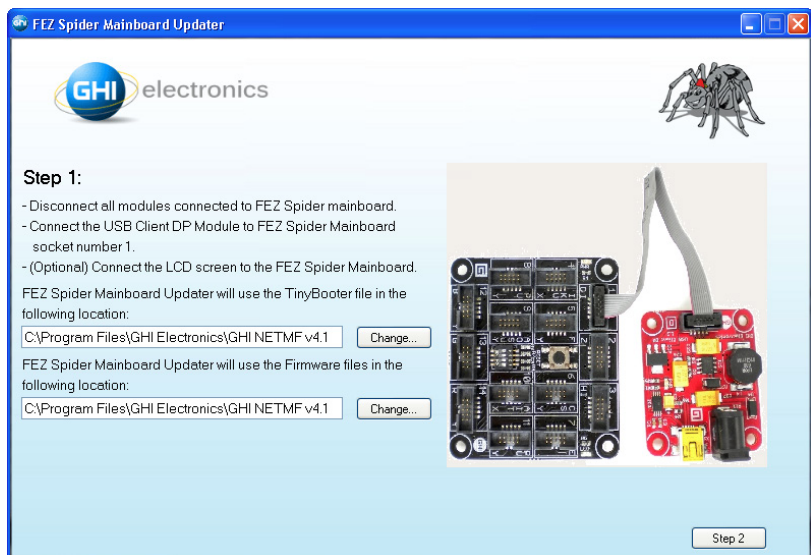 FEZ Spider Mainboard Updater
GHI electronics
Step 1:
- Disconnect all modules connected to FEZ Spider mainboard.
- Connect the USB Client DP Module to FEZ Spider Mainboard
socket number 1.
- (Optional) Connect the LCD screen to the FEZ Spider Mainboard.
FEZ Spider Mainboard Updater will use the TinyBooter file in the
following location:
C:\Program Files\GHI Electronics\GHI NETMF v4.1
Change...
FEZ Spider Mainboard Updater will use the Firmware files in the
following location:
C:\Program Files\GHI Electronics\GHI NETMF v4.1
Change...
Step 2